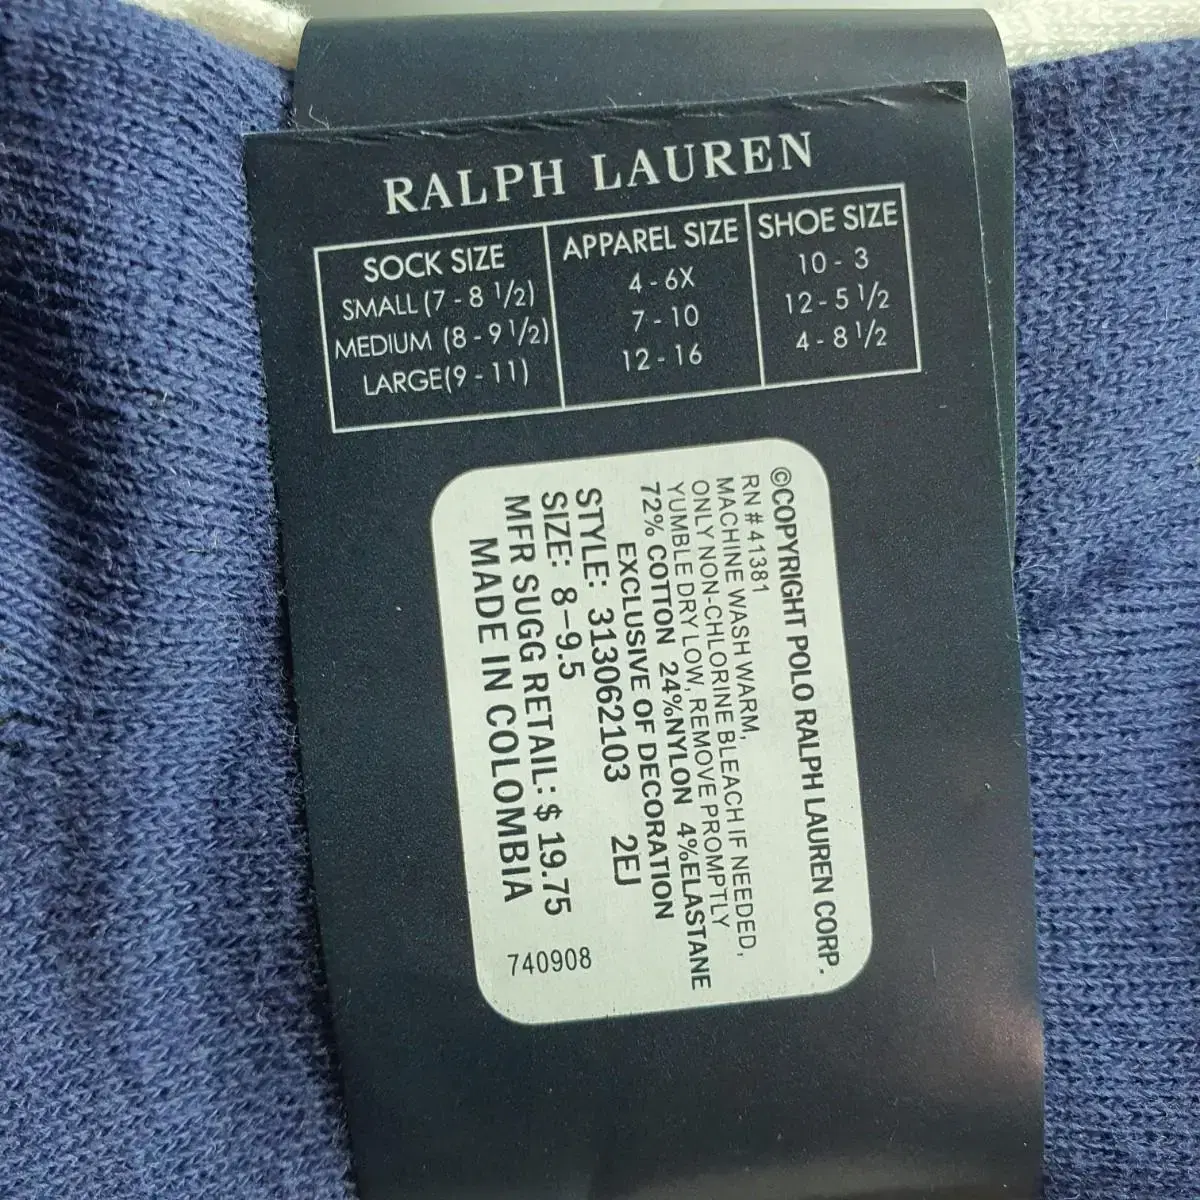 RALPH LAUREN
SOCK SIZE APPAREL SIZE SHOE SIZE
SMALL (7 - 8 1/2) 4 - 6X 10 - 3
MEDIUM (8 - 9 1/2) 7 - 10 12 - 5 1/2
LARGE(9 - 11) 12 - 16 4 - 8 1/2
©COPYRIGHT POLO RALPH LAUREN CORP.
RN # 41381
MACHINE WASH WARM,
ONLY NON-CHLORINE BLEACH IF NEEDED,
YUMBLE DRY LOW, REMOVE PROMPTLY
72% COTTON 24%NYLON 4%ELASTANE
EXCLUSIVE OF DECORATION
STYLE: 313062103 2EJ
SIZE: 8-9.5
MFR SUGG RETAIL: $ 19.75
MADE IN COLOMBIA
740908